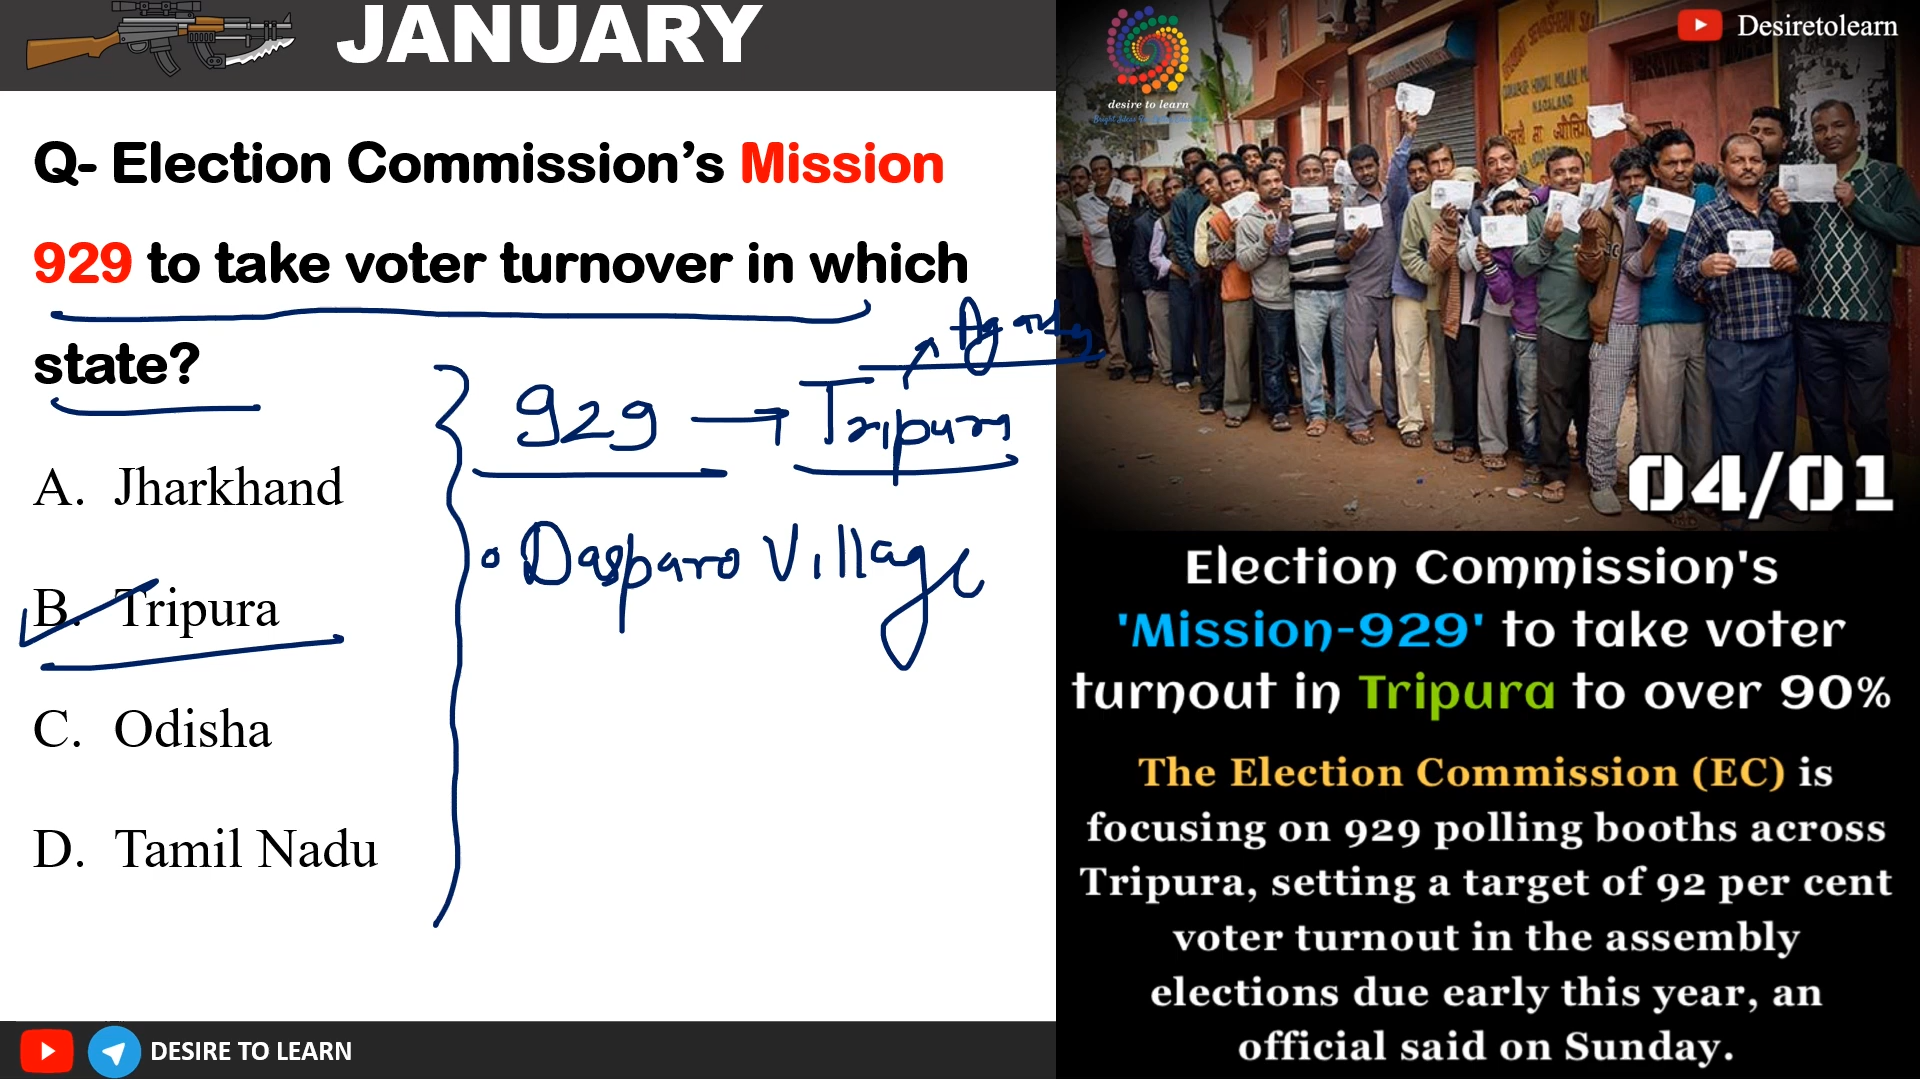 JANUARY
Q- Election Commission’s Mission
929 to take voter turnover in which
state?
A. Jharkhand
B. Tripura
C. Odisha
D. Tamil Nadu
929 → Tripura
Dasparo Village
DESIRE TO LEARN
Desiretolearn
desire to learn
NAGALAND
04/01
Election Commission's
'Mission-929' to take voter
turnout in Tripura to over 90%
The Election Commission (EC) is
focusing on 929 polling booths across
Tripura, setting a target of 92 per cent
voter turnout in the assembly
elections due early this year, an
official said on Sunday.